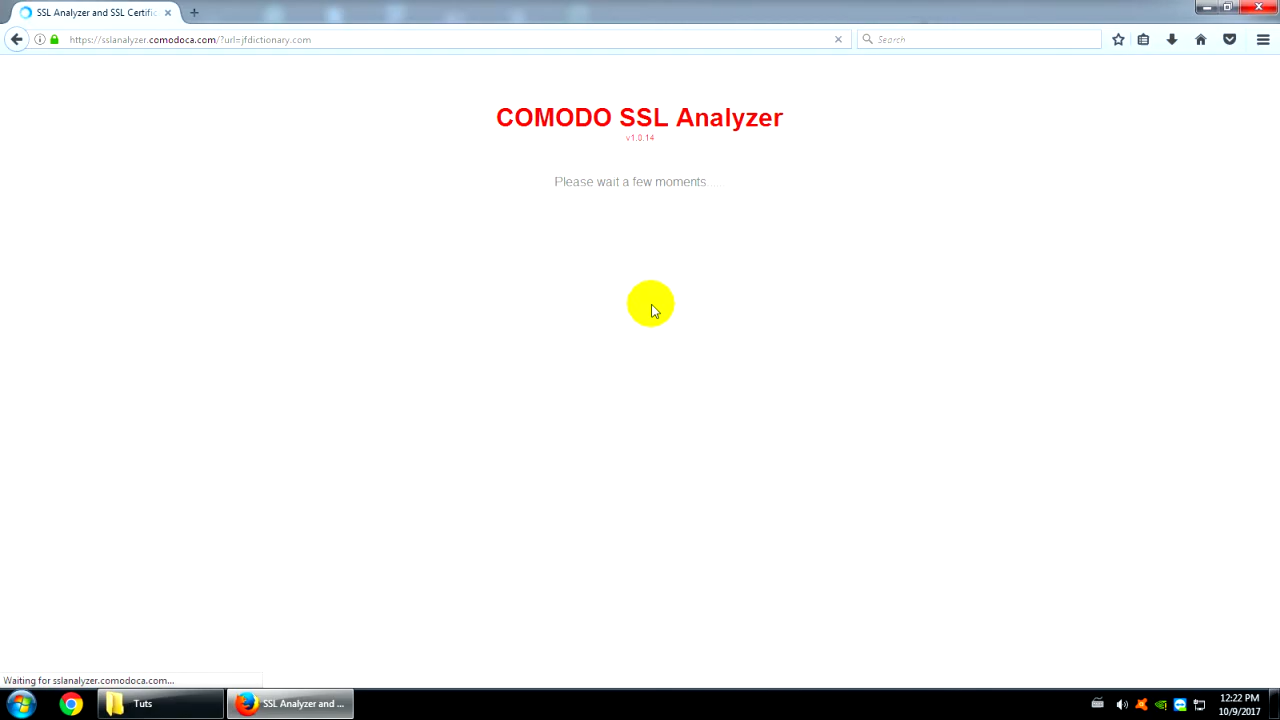 SSL Analyzer and SSL Certific
https://sslanalyzer.comodoca.com/?url=jfdictionary.com
Search
COMODO SSL Analyzer
v1.0.14
Please wait a few moments.....
Waiting for sslanalyzer.comodoca.com...
Tuts
SSL Analyzer and ...
12:22 PM
10/9/2017